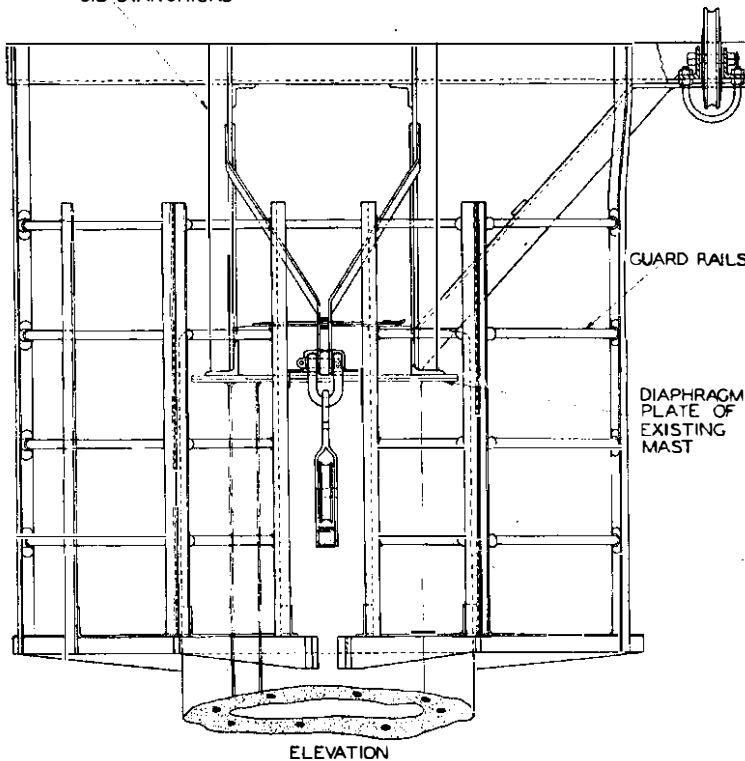 GUARD RAILS
DIAPHRAGM
PLATE OF
EXISTING
MAST
ELEVATION